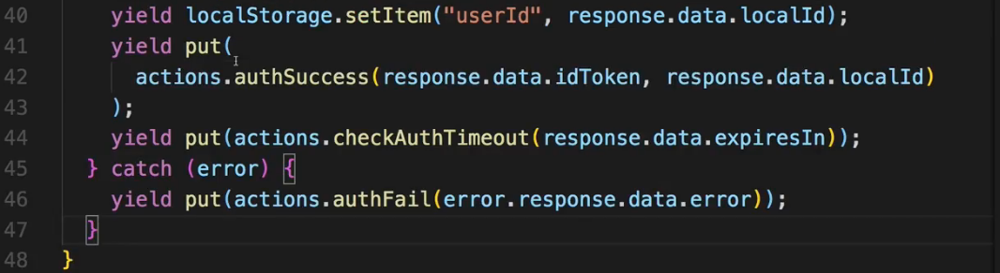 40 yield localStorage.setItem("userId", response.data.localId);
41 yield put(
42 actions.authSuccess(response.data.idToken, response.data.localId)
43 );
44 yield put(actions.checkAuthTimeout(response.data.expiresIn));
45 } catch (error) {
46 yield put(actions.authFail(error.response.data.error));
47 }
48 }